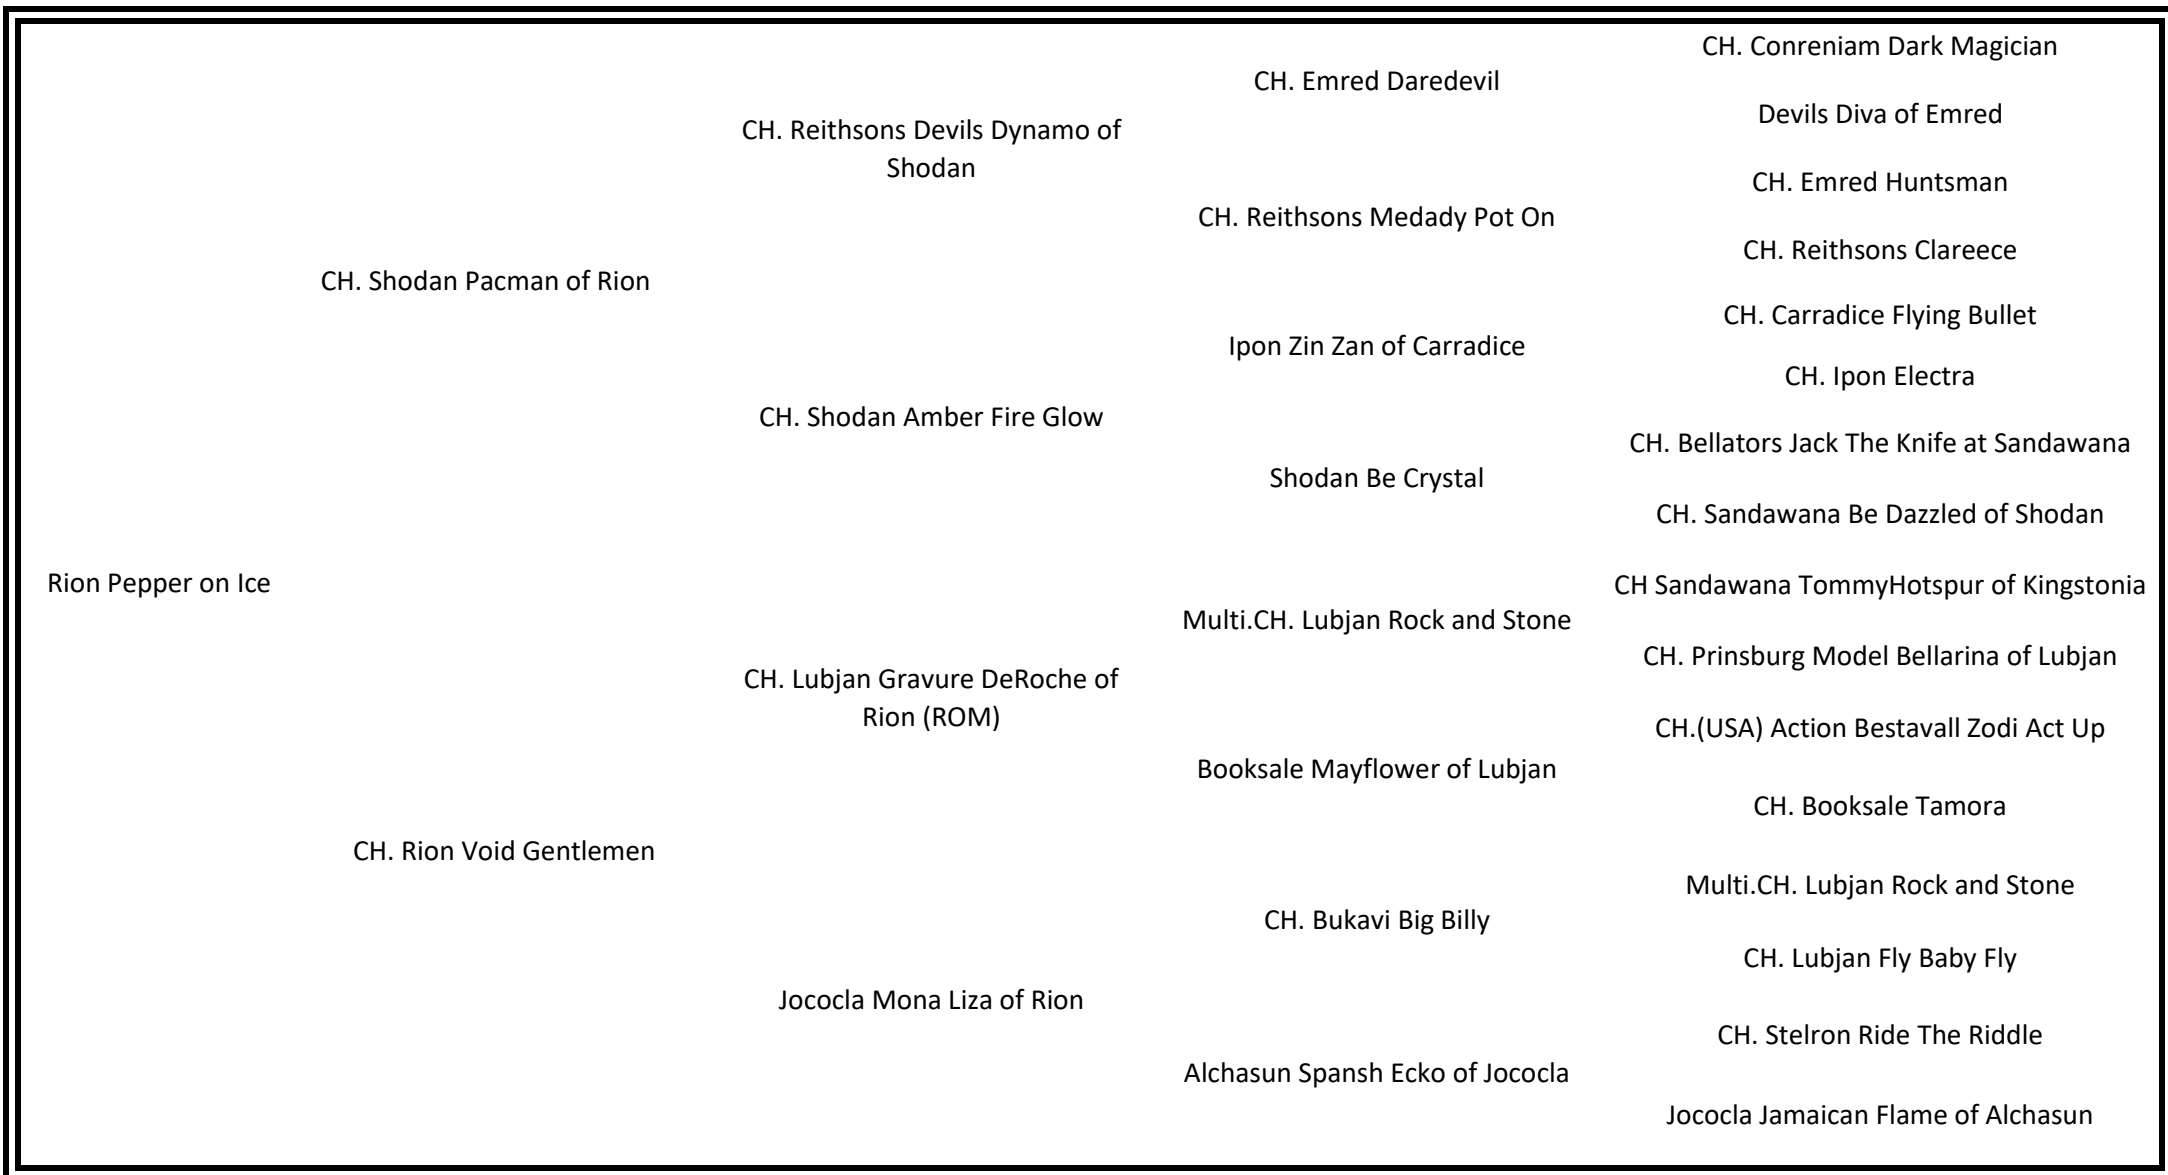 CH. Conreniam Dark Magician
CH. Emred Daredevil
Devils Diva of Emred
CH. Reithsons Devils Dynamo of
Shodan
CH. Emred Huntsman
CH. Reithsons Medady Pot On
CH. Reithsons Clareece
CH. Shodan Pacman of Rion
CH. Carradice Flying Bullet
Ipon Zin Zan of Carradice
CH. Ipon Electra
CH. Shodan Amber Fire Glow
CH. Bellators Jack The Knife at Sandawana
Shodan Be Crystal
CH. Sandawana Be Dazzled of Shodan
Rion Pepper on Ice
CH Sandawana TommyHotspur of Kingstonia
Multi.CH. Lubjan Rock and Stone
CH. Prinsburg Model Bellarina of Lubjan
CH. Lubjan Gravure DeRoche of
Rion (ROM)
CH.(USA) Action Bestavall Zodi Act Up
Booksale Mayflower of Lubjan
CH. Booksale Tamora
CH. Rion Void Gentlemen
Multi.CH. Lubjan Rock and Stone
CH. Bukavi Big Billy
CH. Lubjan Fly Baby Fly
Jococla Mona Liza of Rion
CH. Stelron Ride The Riddle
Alchasun Spansh Ecko of Jococla
Jococla Jamaican Flame of Alchasun